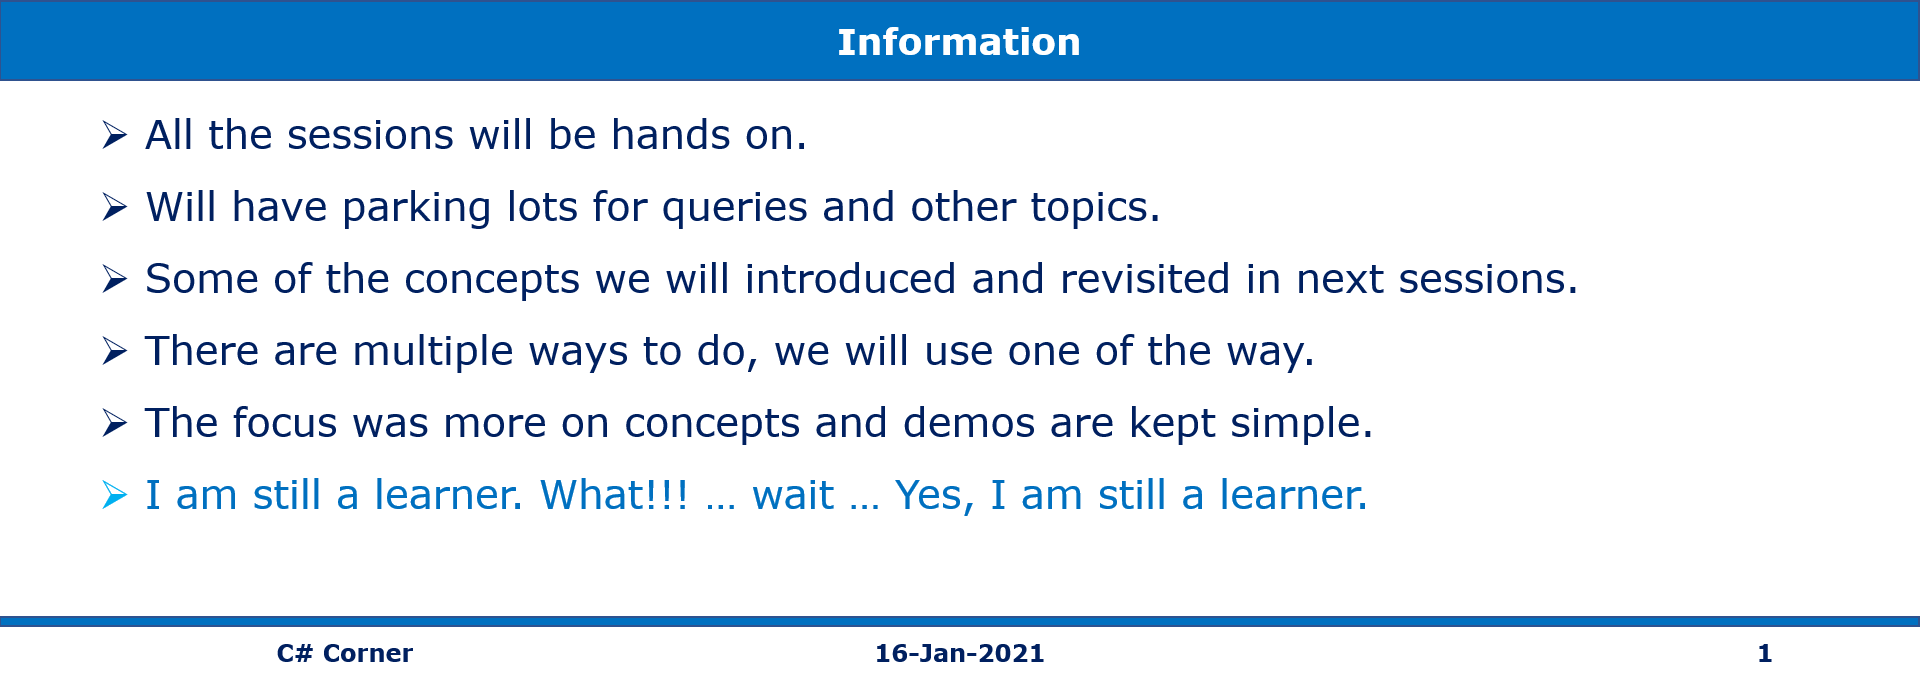 Information
All the sessions will be hands on.
Will have parking lots for queries and other topics.
Some of the concepts we will introduced and revisited in next sessions.
There are multiple ways to do, we will use one of the way.
The focus was more on concepts and demos are kept simple.
I am still a learner. What!!! … wait … Yes, I am still a learner.
C# Corner
16-Jan-2021
1